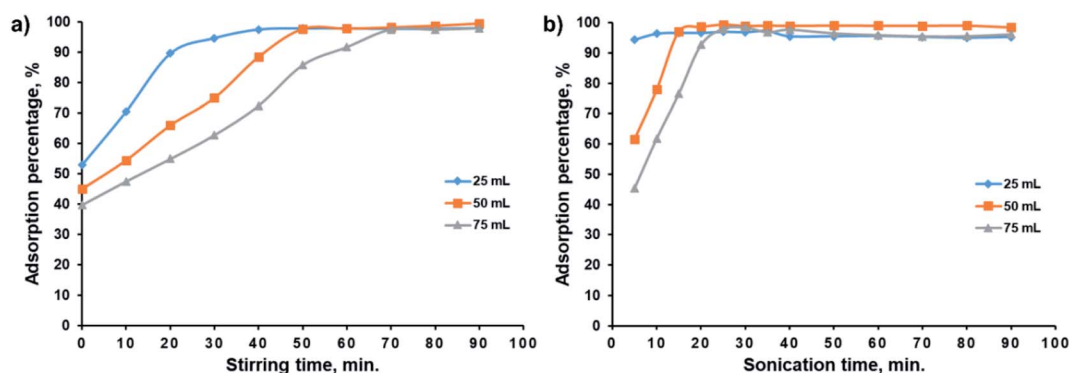 a)
Adsorption percentage, %
100
90
80
70
60
50
40
30
20
10
0
0 10 20 30 40 50 60 70 80 90 100
Stirring time, min.
25 mL
50 mL
75 mL
b)
Adsorption percentage, %
100
90
80
70
60
50
40
30
20
10
0
0 10 20 30 40 50 60 70 80 90 100
Sonication time, min.
25 mL
50 mL
75 mL